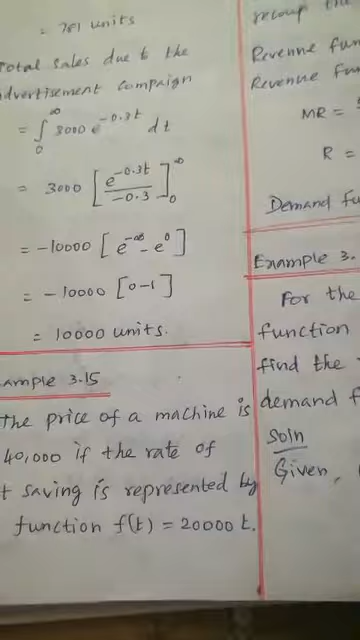 = 781 units
Total sales due to the
advertisement campaign
= ∫₀^∞ 3000 e^{-0.3t} dt
= 3000 [e^{-0.3t}/-0.3]₀^∞
= -10000 [e^{-∞} - e^0]
= -10000 [0-1]
= 10000 units.
ample 3.15
The price of a machine is
40,000 if the rate of
t saving is represented by
function f(t) = 20000 t.
recoup the
Revenue fun
Revenue fun
MR =
R =
Demand fu
Example 3.
For the
function
find the
demand f
Soln
Given,